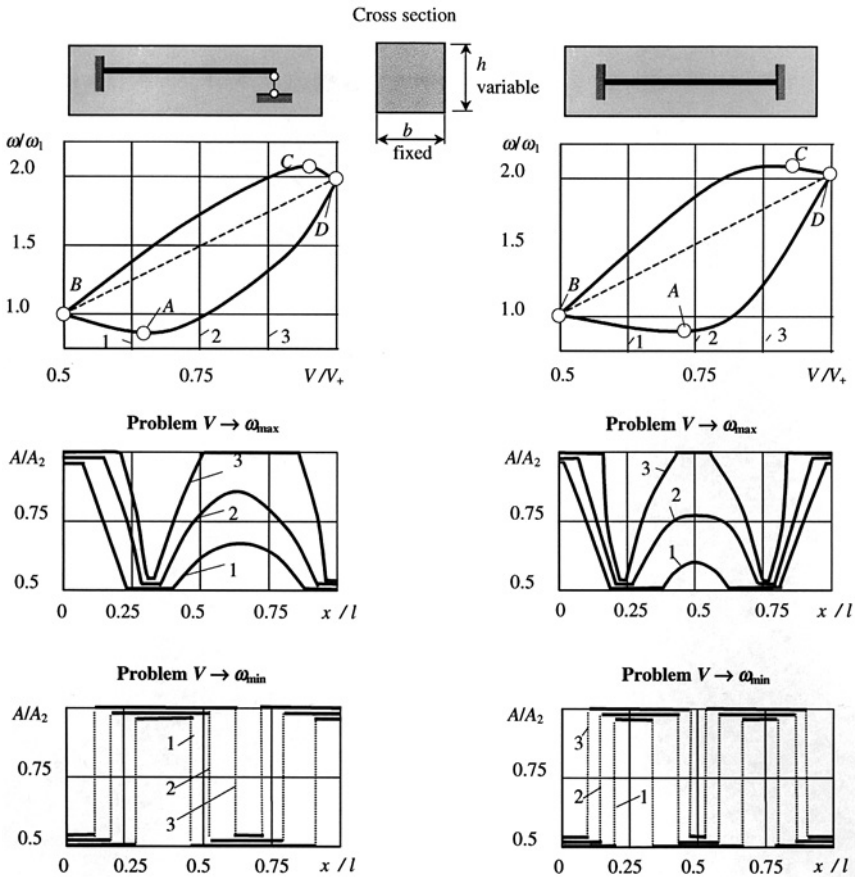 Cross section
h
variable
b
fixed
ω/ω₁
2.0
1.5
1.0
B
A
C
D
1
2
3
0.5
0.75
V/V₊
ω/ω₁
2.0
1.5
1.0
B
A
C
D
1
2
3
0.5
0.75
V/V₊
Problem V → ω_max
A/A₂
0.75
0.5
3
2
1
0
0.25
0.5
0.75
x / l
Problem V → ω_max
A/A₂
0.75
0.5
3
2
1
0
0.25
0.5
0.75
x / l
Problem V → ω_min
A/A₂
0.75
0.5
1
2
3
0
0.25
0.5
0.75
x / l
Problem V → ω_min
A/A₂
0.75
0.5
3
2
1
0
0.25
0.5
0.75
x / l